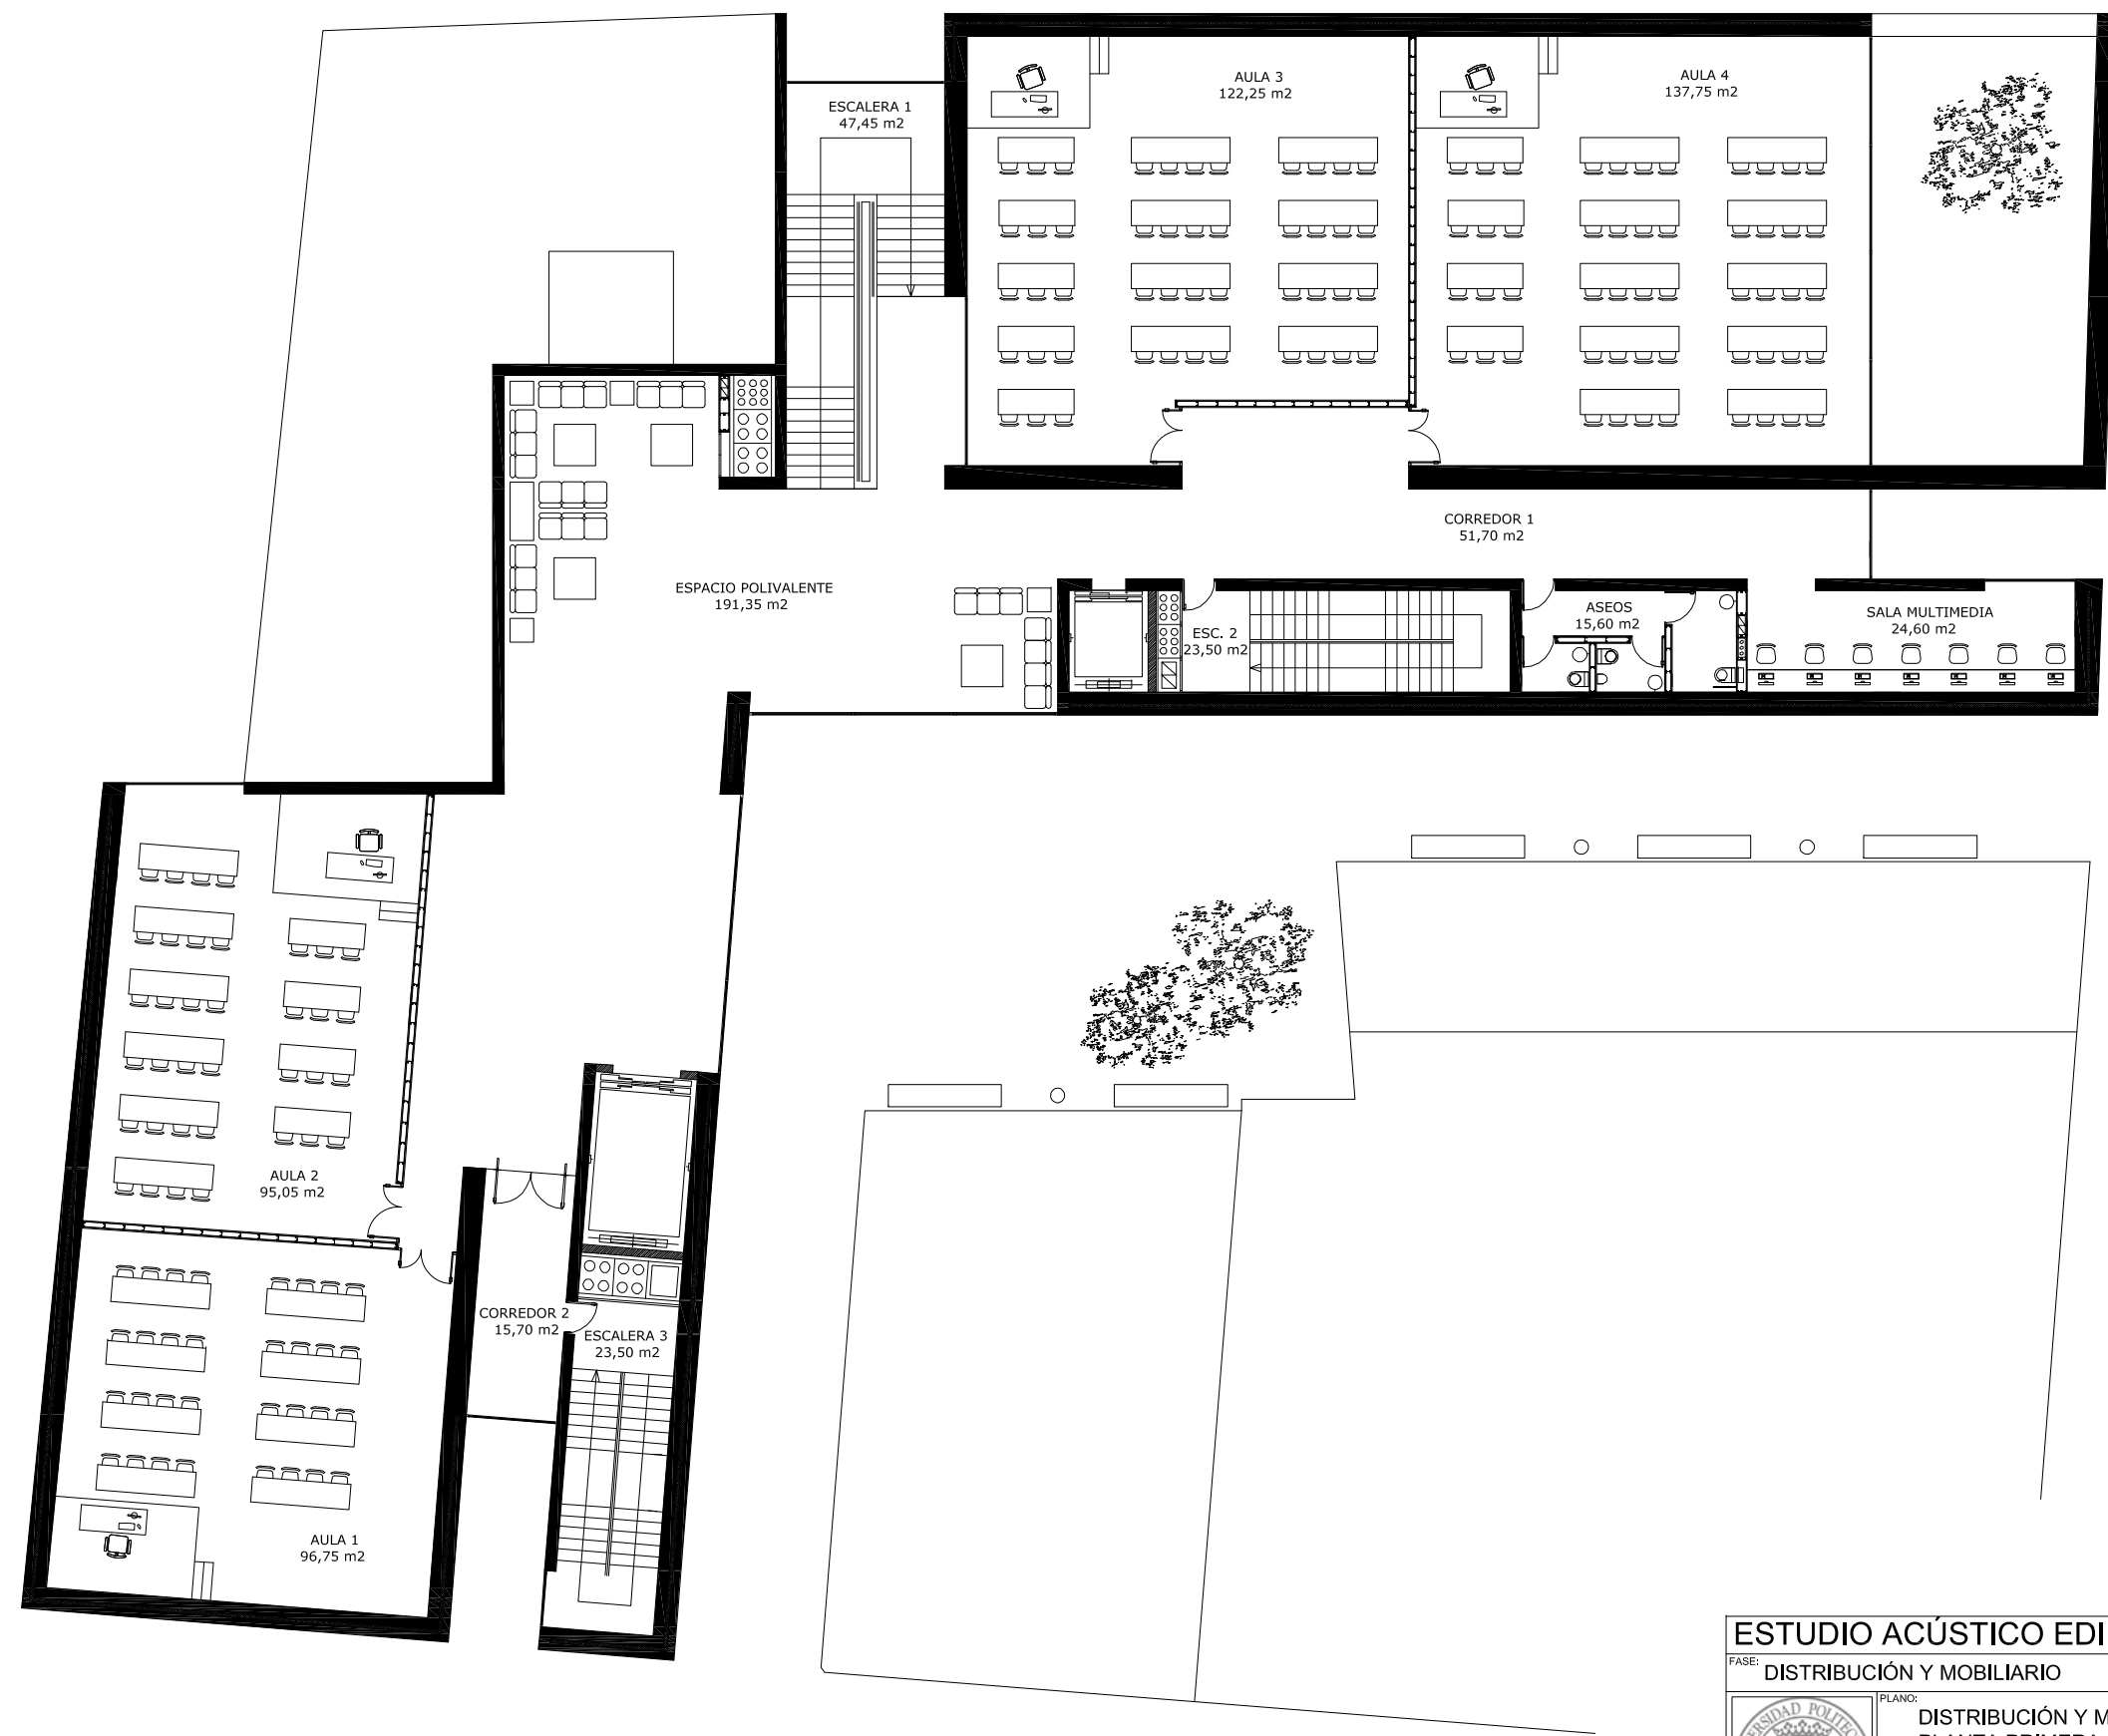 AULA 3
122,25 m2
AULA 4
137,75 m2
ESCALERA 1
47,45 m2
CORREDOR 1
51,70 m2
ESPACIO POLIVALENTE
191,35 m2
ESC. 2
23,50 m2
ASEOS
15,60 m2
SALA MULTIMEDIA
24,60 m2
AULA 2
95,05 m2
CORREDOR 2
15,70 m2
ESCALERA 3
23,50 m2
AULA 1
96,75 m2
ESTUDIO ACÚSTICO EDI
FASE: DISTRIBUCIÓN Y MOBILIARIO
PLANO:
DISTRIBUCIÓN Y M
PLANTA PRIMERA